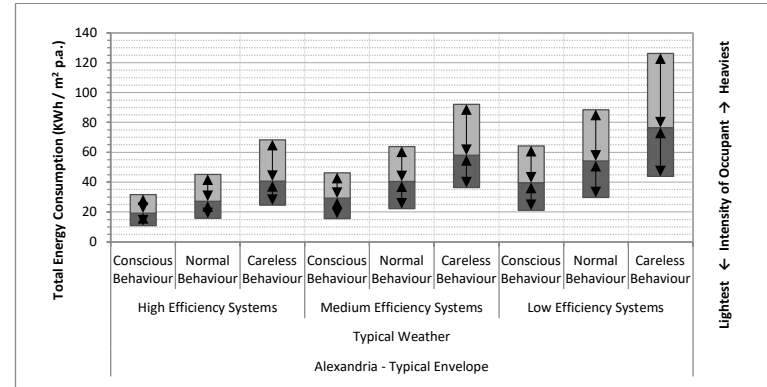 Total Energy Consumption (KWh / m² p.a.)
140
120
100
80
60
40
20
0
Conscious Behaviour
Normal Behaviour
Careless Behaviour
Conscious Behaviour
Normal Behaviour
Careless Behaviour
Conscious Behaviour
Normal Behaviour
Careless Behaviour
High Efficiency Systems
Medium Efficiency Systems
Low Efficiency Systems
Typical Weather
Alexandria - Typical Envelope
Lightest ← Intensity of Occupant → Heaviest